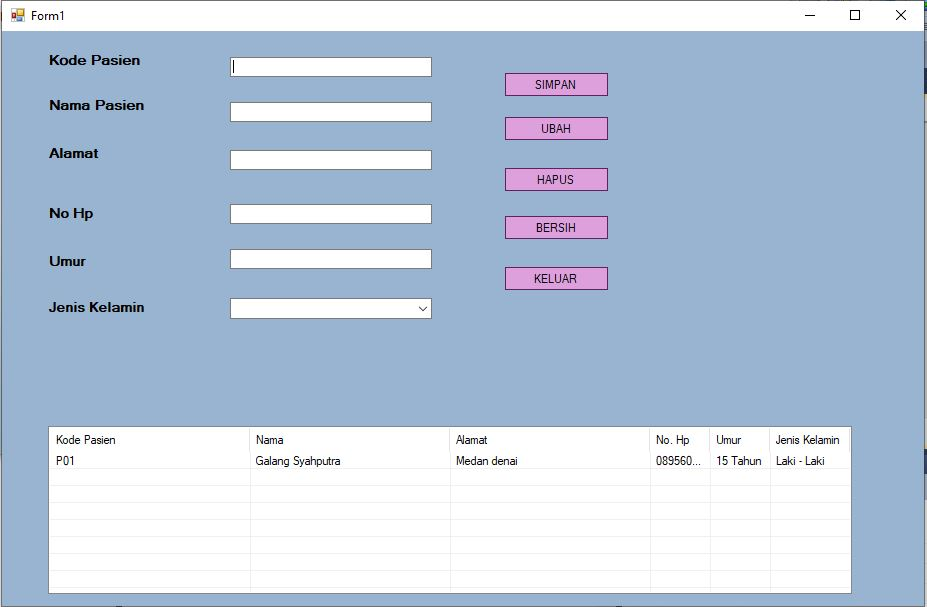 Form1
Kode Pasien
SIMPAN
Nama Pasien
UBAH
Alamat
HAPUS
No Hp
BERSIH
Umur
KELUAR
Jenis Kelamin
Kode Pasien Nama Alamat No. Hp Umur Jenis Kelamin
P01 Galang Syahputra Medan denai 089560... 15 Tahun Laki - Laki